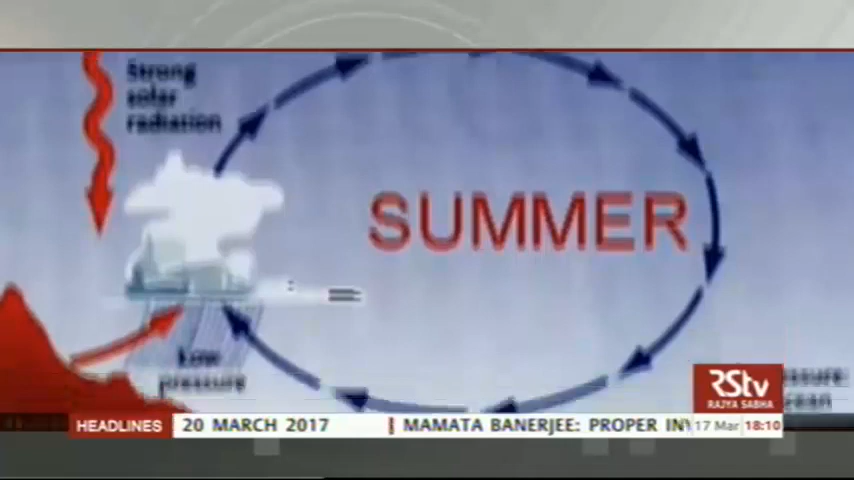 Strong
solar
radiation
SUMMER
Low
pressure
RStv
RAJYA SABHA
HEADLINES
20 MARCH 2017
MAMATA BANERJEE: PROPER
17 Mar
18:10